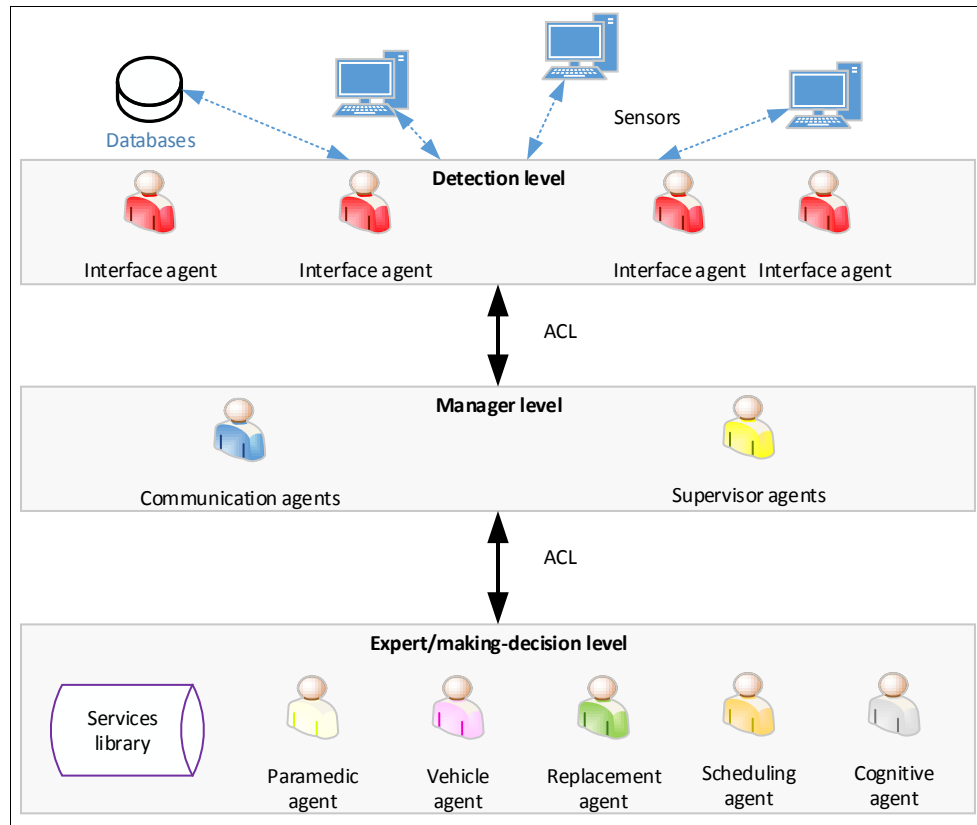 Sensors
Databases
Detection level
Interface agent
Interface agent
Interface agent
Interface agent
ACL
Manager level
Communication agents
Supervisor agents
ACL
Expert/making-decision level
Services
library
Paramedic
agent
Vehicle
agent
Replacement
agent
Scheduling
agent
Cognitive
agent